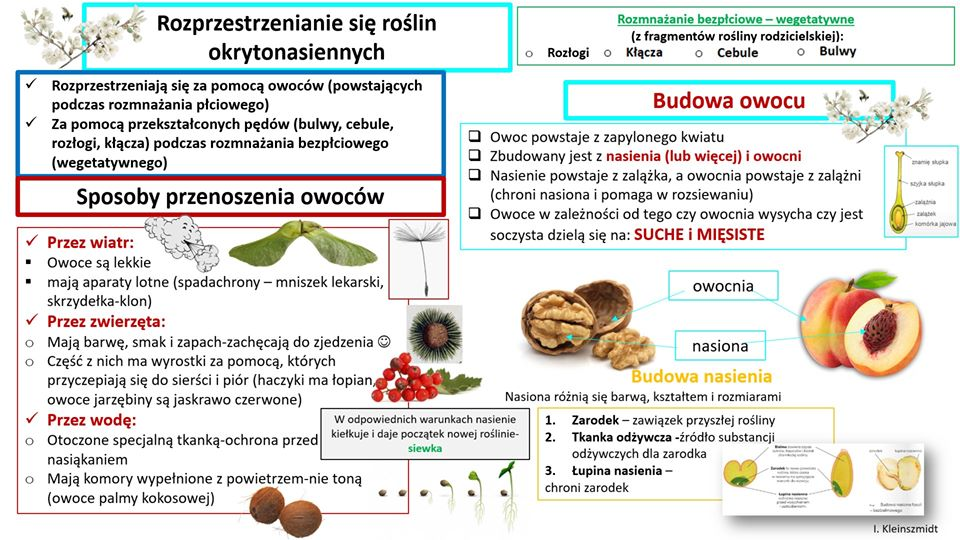 Rozprzestrzenianie się roślin
okrytonasiennych
Rozmnażanie bezpłciowe – wegetatywne
(z fragmentów rośliny rodzicielskiej):
o Rozłogi o Kłącza o Cebule o Bulwy
✓ Rozprzestrzeniają się za pomocą owoców (powstających
podczas rozmnażania płciowego)
✓ Za pomocą przekształconych pędów (bulwy, cebule,
rozłogi, kłącza) podczas rozmnażania bezpłciowego
(wegetatywnego)
Sposoby przenoszenia owoców
✓ Przez wiatr:
▪ Owoce są lekkie
▪ mają aparaty lotne (spadachrony – mniszek lekarski,
skrzydełka-klon)
✓ Przez zwierzęta:
o Mają barwę, smak i zapach-zachęcają do zjedzenia ☺
o Część z nich ma wyrostki za pomocą, których
przyczepiają się do sierści i piór (haczyki ma łopian,
owoce jarzębiny są jaskrawo czerwone)
✓ Przez wodę:
o Otoczone specjalną tkanką-ochrona przed
nasiąkaniem
o Mają komory wypełnione z powietrzem-nie toną
(owoce palmy kokosowej)
W odpowiednich warunkach nasienie
kiełkuje i daje początek nowej roślinie-
siewka
Budowa owocu
❑ Owoc powstaje z zapylonego kwiatu
❑ Zbudowany jest z nasienia (lub więcej) i owocni
❑ Nasienie powstaje z zalążka, a owocnia powstaje z zalążni
(chroni nasiona i pomaga w rozsiewaniu)
❑ Owoce w zależności od tego czy owocnia wysycha czy jest
soczysta dzielą się na: SUCHE i MIĘSISTE
znamię słupka
szyjka słupka
zalążnia
zalążek
komórka jajowa
owocnia
nasiona
Budowa nasienia
Nasiona różnią się barwą, kształtem i rozmiarami
1. Zarodek – zawiązek przyszłej rośliny
2. Tkanka odżywcza -źródło substancji
odżywczych dla zarodka
3. Łupina nasienia –
chroni zarodek
I. Kleinszmidt